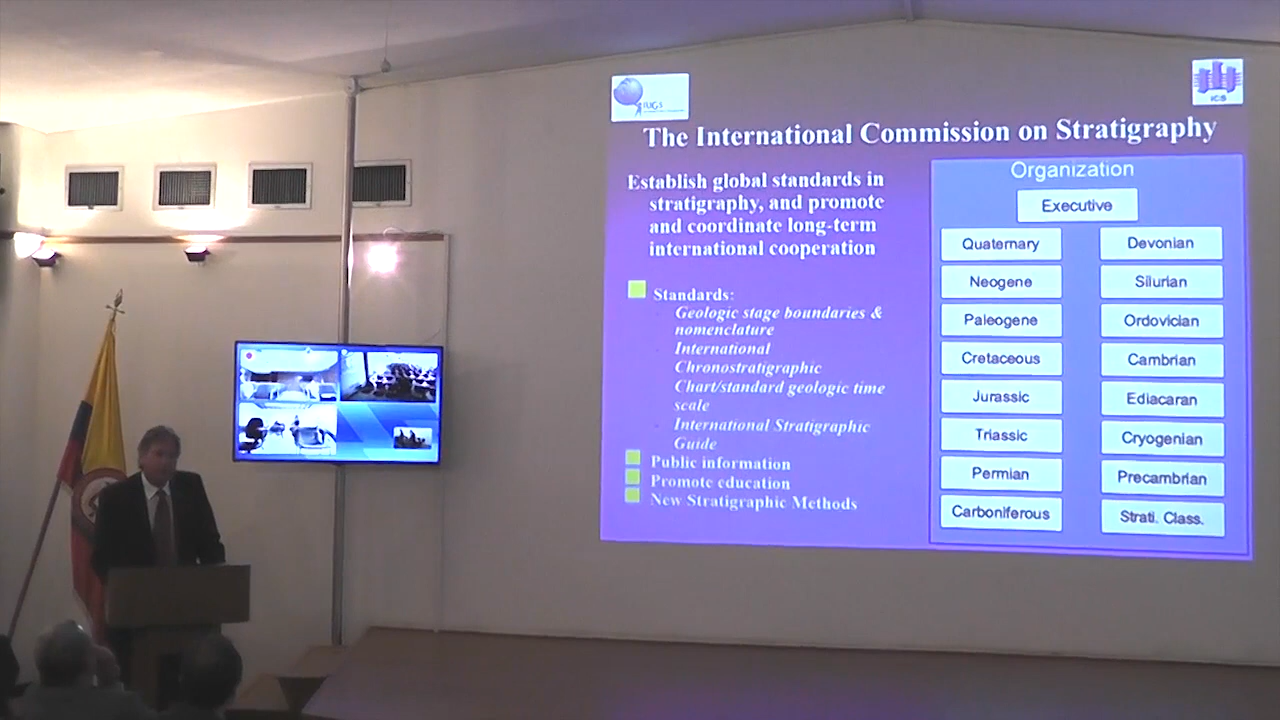 IUGS
ICS
The International Commission on Stratigraphy
Establish global standards in
stratigraphy, and promote
and coordinate long-term
international cooperation
Standards:
Geologic stage boundaries &
nomenclature
International
Chronostratigraphic
Chart/standard geologic time
scale
International Stratigraphic
Guide
Public information
Promote education
New Stratigraphic Methods
Organization
Executive
Quaternary
Neogene
Paleogene
Cretaceous
Jurassic
Triassic
Permian
Carboniferous
Devonian
Silurian
Ordovician
Cambrian
Ediacaran
Cryogenian
Precambrian
Strati. Class.